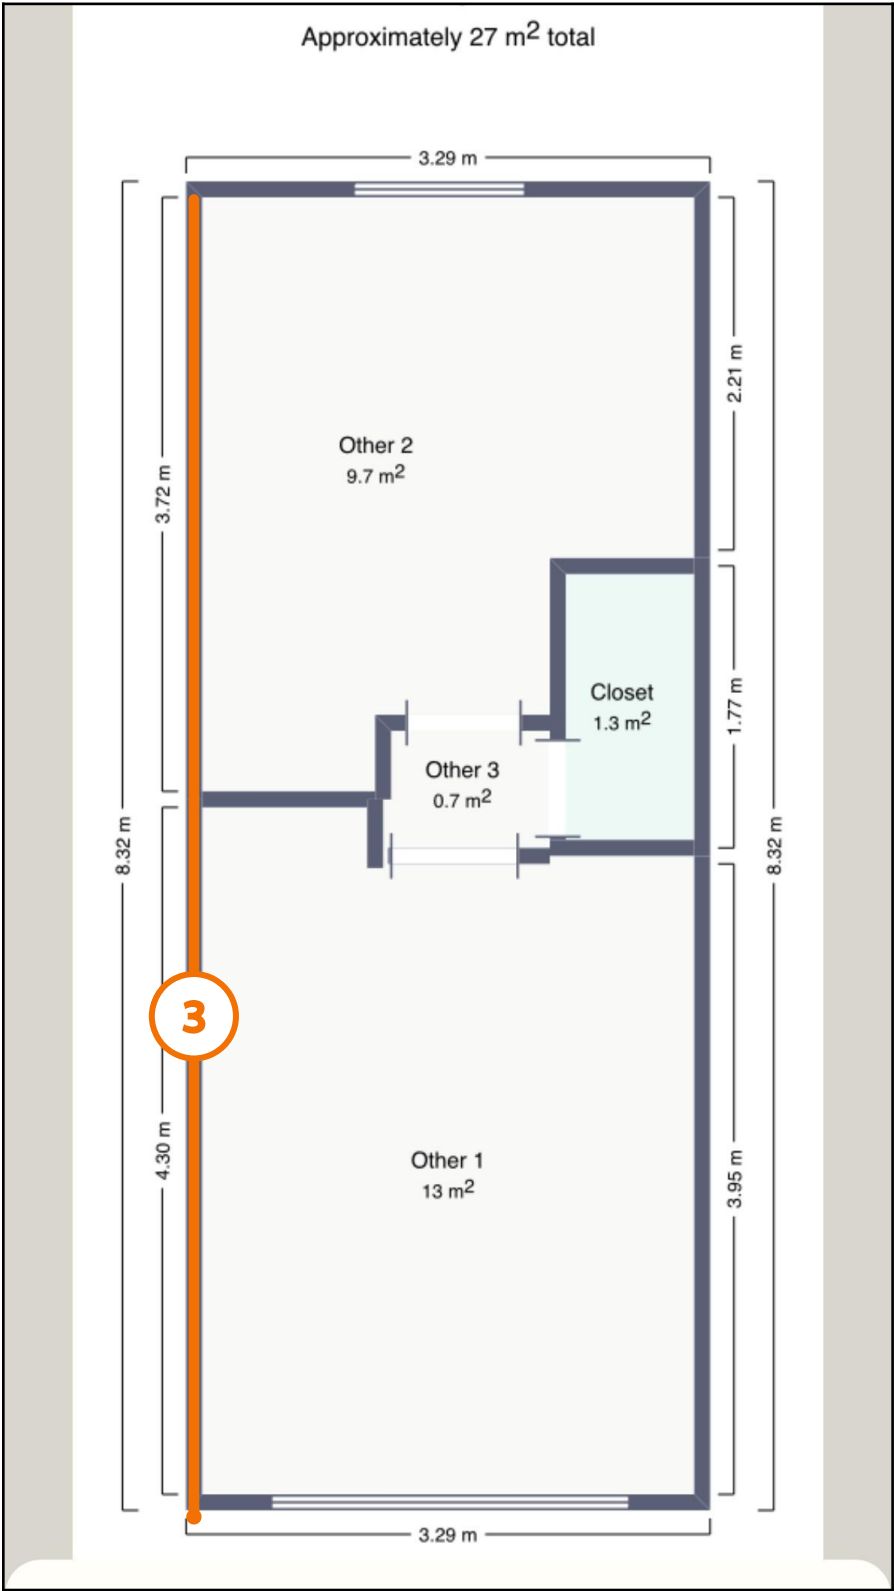 Approximately 27 m² total
3.29 m
2.21 m
Other 2
9.7 m²
3.72 m
Closet
1.3 m²
1.77 m
Other 3
0.7 m²
8.32 m
8.32 m
3
4.30 m
Other 1
13 m²
3.95 m
3.29 m